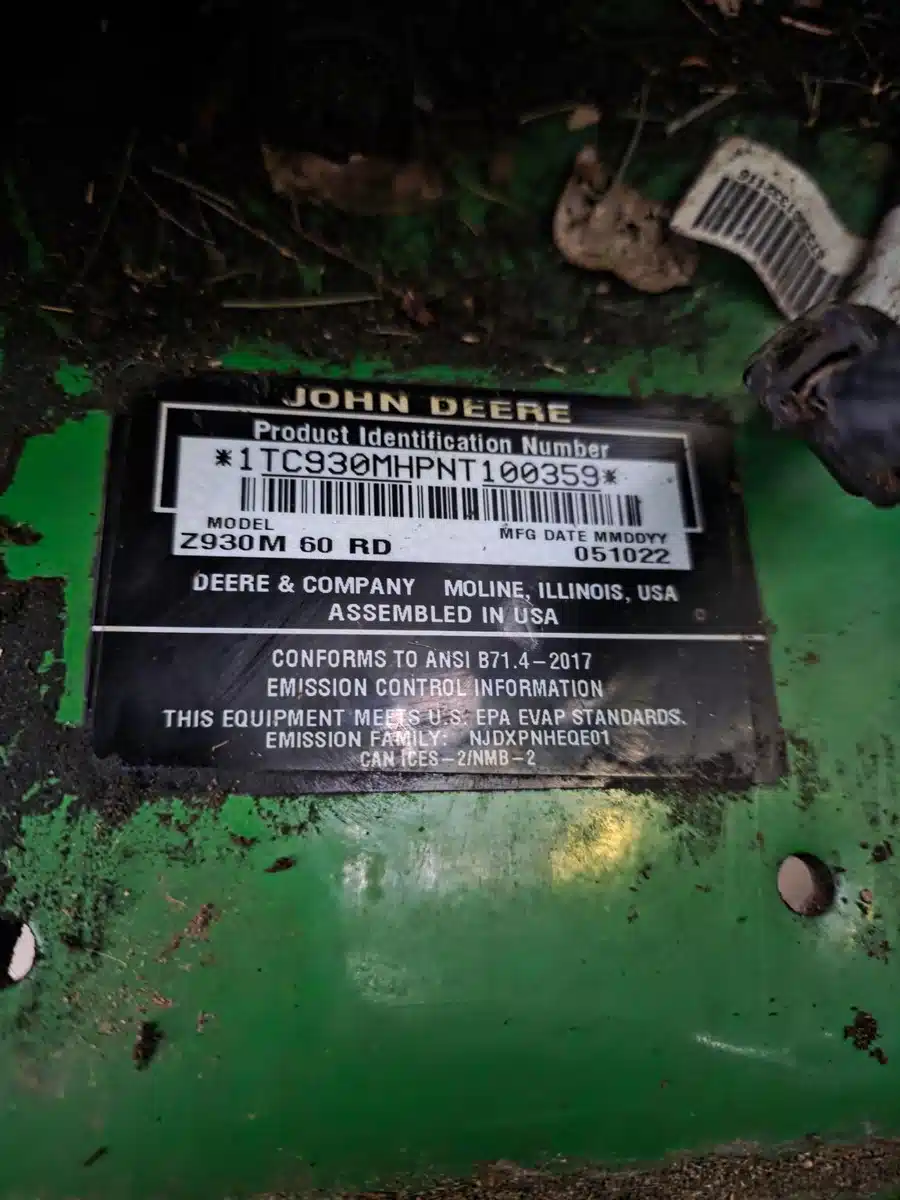 JOHN DEERE
Product Identification Number
*1TC930MHPNT100359*
MODEL
Z930M 60 RD
MFG DATE MMDDYY
051022
DEERE & COMPANY MOLINE, ILLINOIS, USA
ASSEMBLED IN USA
CONFORMS TO ANSI B71.4-2017
EMISSION CONTROL INFORMATION
THIS EQUIPMENT MEETS U.S. EPA EVAP STANDARDS.
EMISSION FAMILY: NJDXPNHEQE01
CAN ICES-2/NMB-2